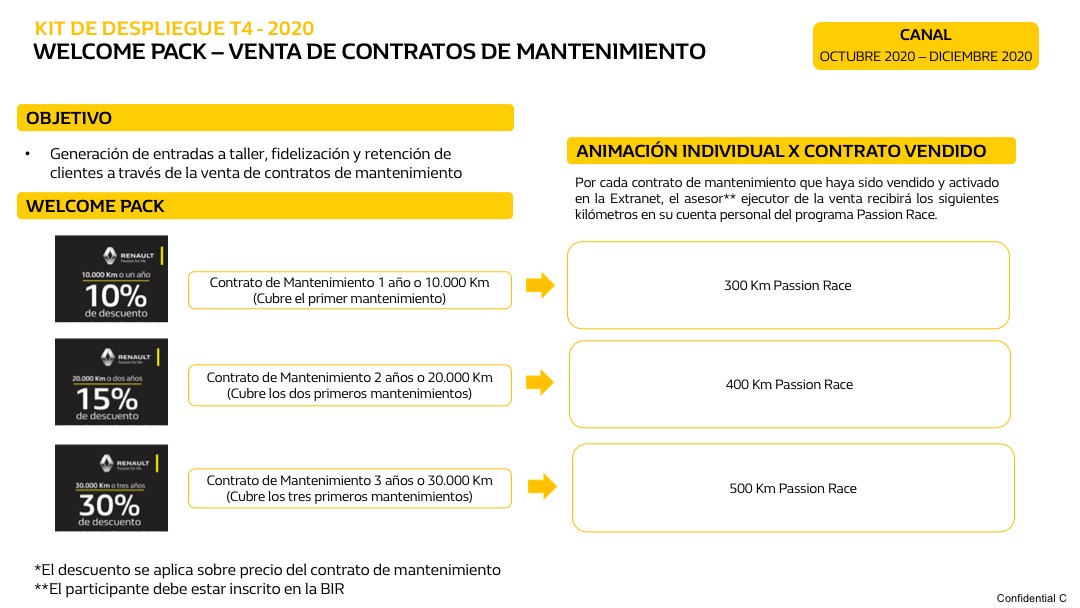 KIT DE DESPLIEGUE T4 - 2020
WELCOME PACK – VENTA DE CONTRATOS DE MANTENIMIENTO
CANAL
OCTUBRE 2020 – DICIEMBRE 2020
OBJETIVO
• Generación de entradas a taller, fidelización y retención de
clientes a través de la venta de contratos de mantenimiento
WELCOME PACK
ANIMACIÓN INDIVIDUAL X CONTRATO VENDIDO
Por cada contrato de mantenimiento que haya sido vendido y activado
en la Extranet, el asesor** ejecutor de la venta recibirá los siguientes
kilómetros en su cuenta personal del programa Passion Race.
RENAULT
Passion for life
10.000 Km o un año
10%
de descuento
Contrato de Mantenimiento 1 año o 10.000 Km
(Cubre el primer mantenimiento)
300 Km Passion Race
RENAULT
Passion for life
20.000 Km o dos años
15%
de descuento
Contrato de Mantenimiento 2 años o 20.000 Km
(Cubre los dos primeros mantenimientos)
400 Km Passion Race
RENAULT
Passion for life
30.000 Km o tres años
30%
de descuento
Contrato de Mantenimiento 3 años o 30.000 Km
(Cubre los tres primeros mantenimientos)
500 Km Passion Race
*El descuento se aplica sobre precio del contrato de mantenimiento
**El participante debe estar inscrito en la BIR
Confidential C